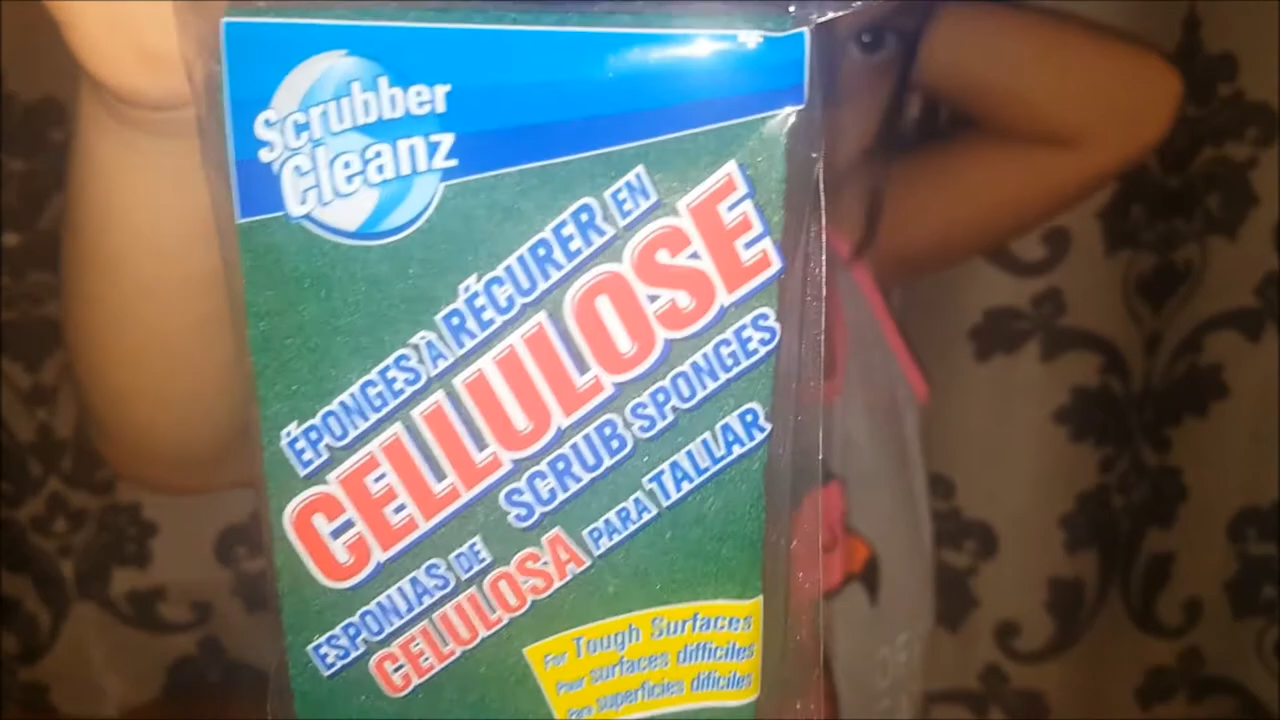 Scrubber
Cleanz
ÉPONGES À RÉCURER EN
CELLULOSE
SCRUB SPONGES
ESPONJAS DE
CELULOSA PARA TALLAR
For Tough Surfaces
Pour surfaces difficiles
Para superficies dificiles